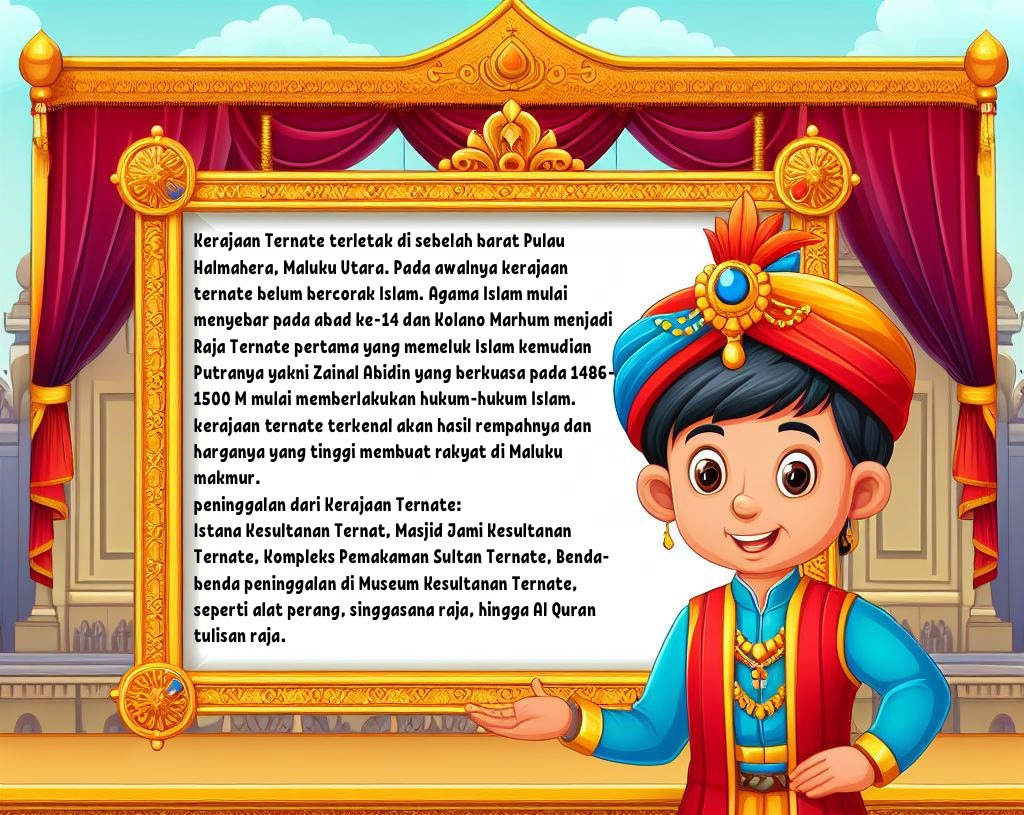 Kerajaan Ternate terletak di sebelah barat Pulau
Halmahera, Maluku Utara. Pada awalnya kerajaan
ternate belum bercorak Islam. Agama Islam mulai
menyebar pada abad ke-14 dan Kolano Marhum menjadi
Raja Ternate pertama yang memeluk Islam kemudian
Putranya yakni Zainal Abidin yang berkuasa pada 1486-
1500 M mulai memberlakukan hukum-hukum Islam.
kerajaan ternate terkenal akan hasil rempahnya dan
harganya yang tinggi membuat rakyat di Maluku
makmur.
peninggalan dari Kerajaan Ternate:
Istana Kesultanan Ternat, Masjid Jami Kesultanan
Ternate, Kompleks Pemakaman Sultan Ternate, Benda-
benda peninggalan di Museum Kesultanan Ternate,
seperti alat perang, singgasana raja, hingga Al Quran
tulisan raja.